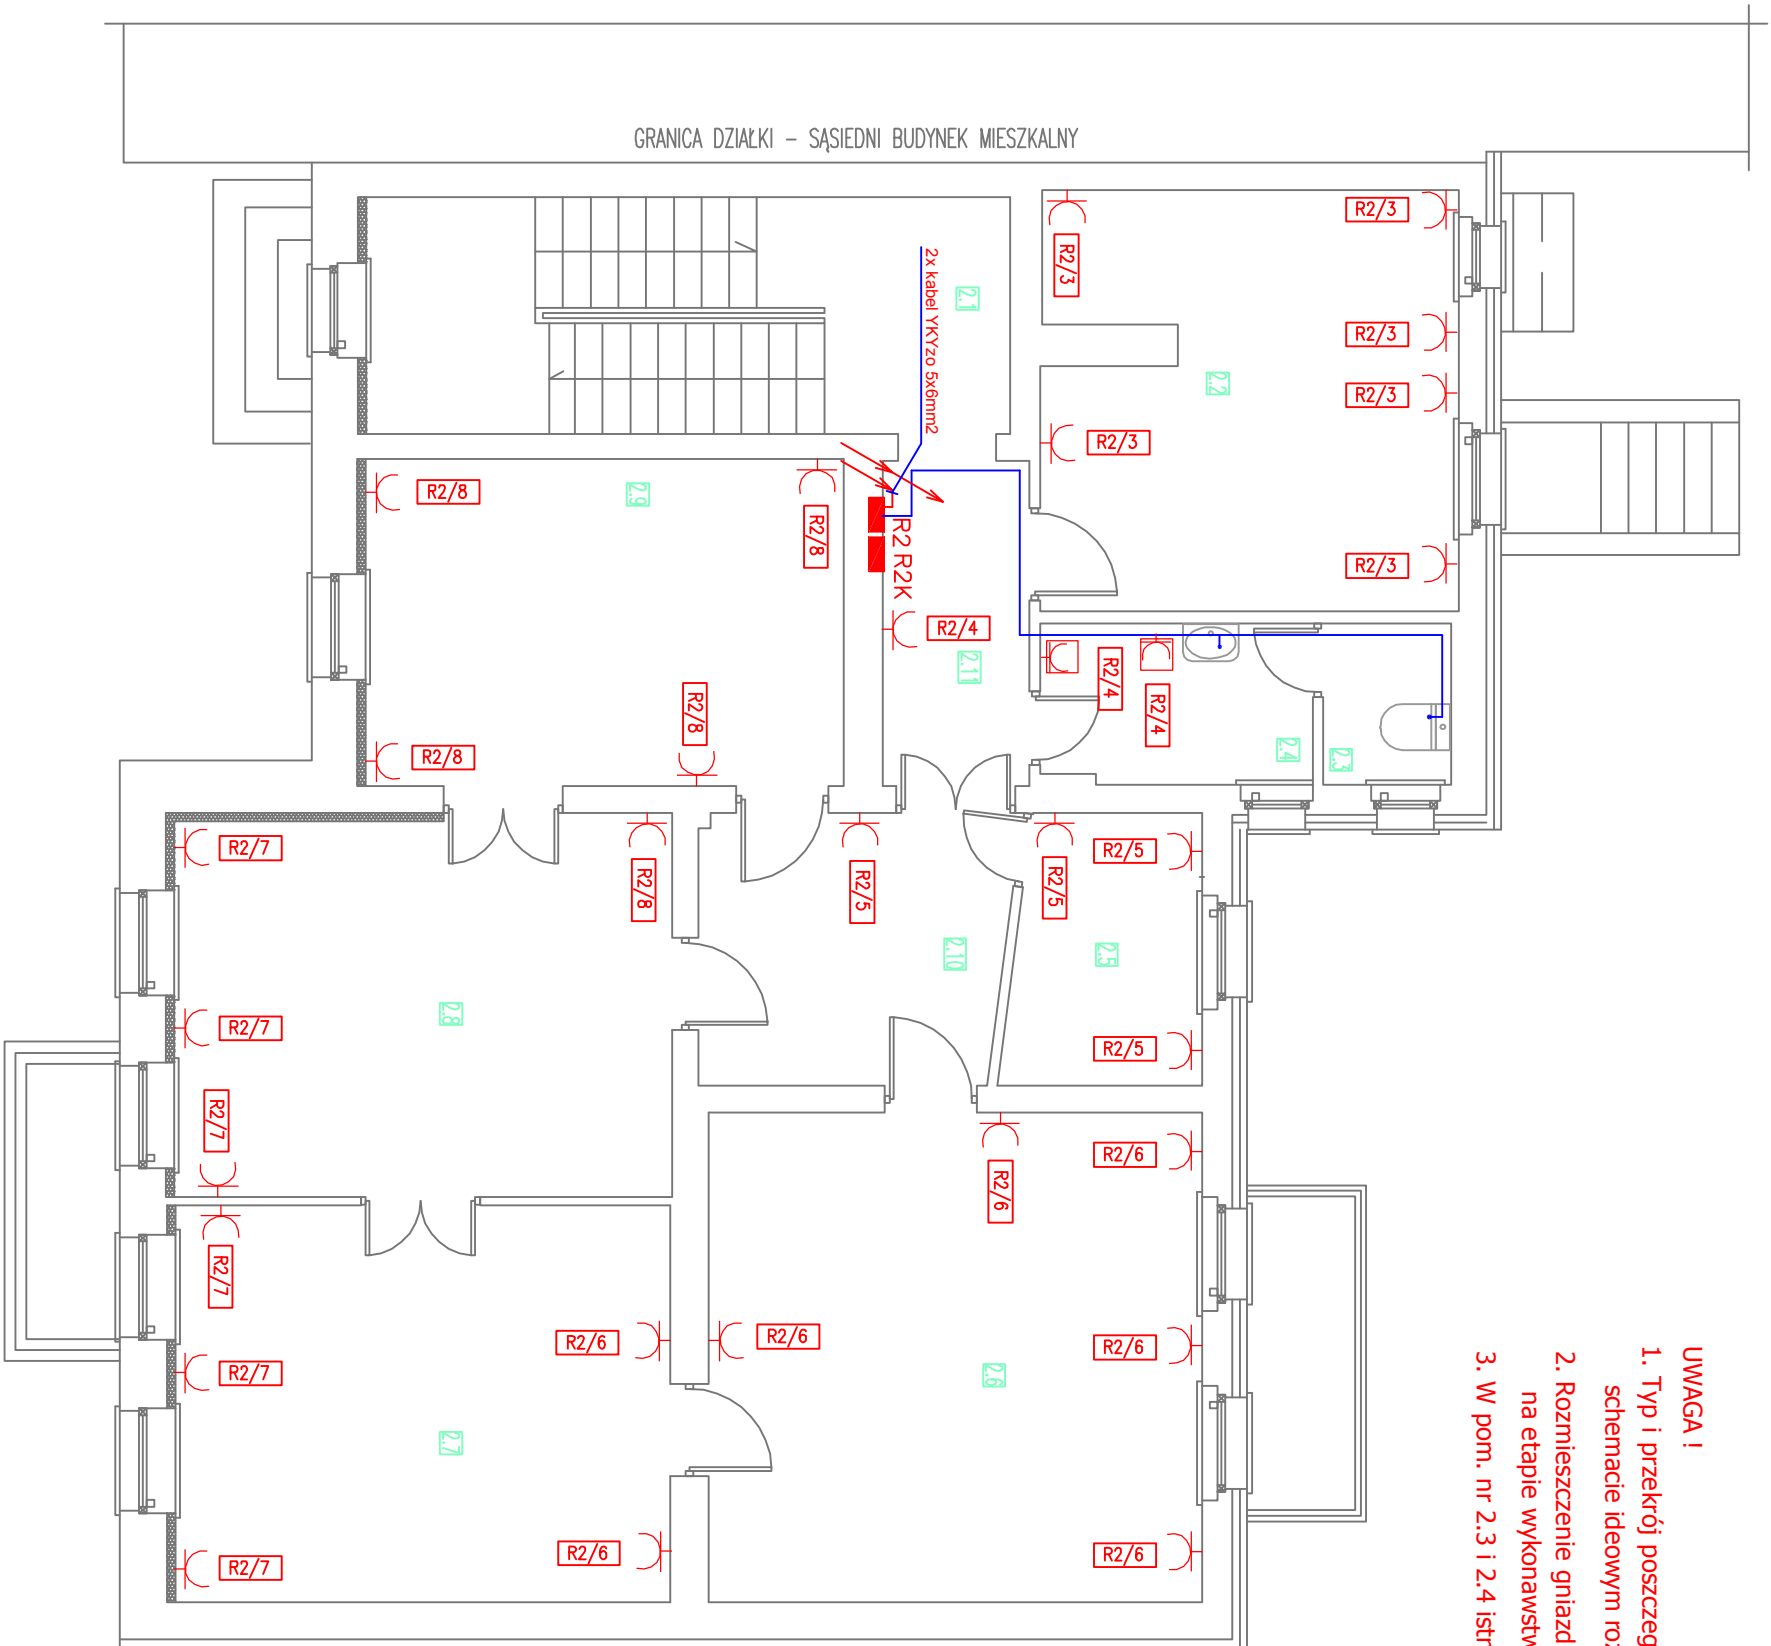 GRANICA DZIAŁKI - SĄSIEDNI BUDYNEK MIESZKALNY
R2/3
R2/3
R2/3
R2/3
R2/3
R2/3
2x kabel YKYżo 5x6mm2
2.1
2.2
R2/8
2.9
R2/8
R2 R2K
R2/4
2.11
R2/4
R2/4
R2/8
R2/8
2.4
2.3
R2/7
R2/8
R2/5
R2/5
R2/5
2.10
2.5
2.8
R2/7
R2/5
R2/7
R2/6
R2/6
R2/7
R2/6
R2/6
R2/6
R2/7
2.6
2.7
R2/7
R2/6
R2/6
UWAGA !
1. Typ i przekrój poszczeg
schemacie ideowym roz
2. Rozmieszczenie gniazd
na etapie wykonawstw
3. W pom. nr 2.3 i 2.4 istr